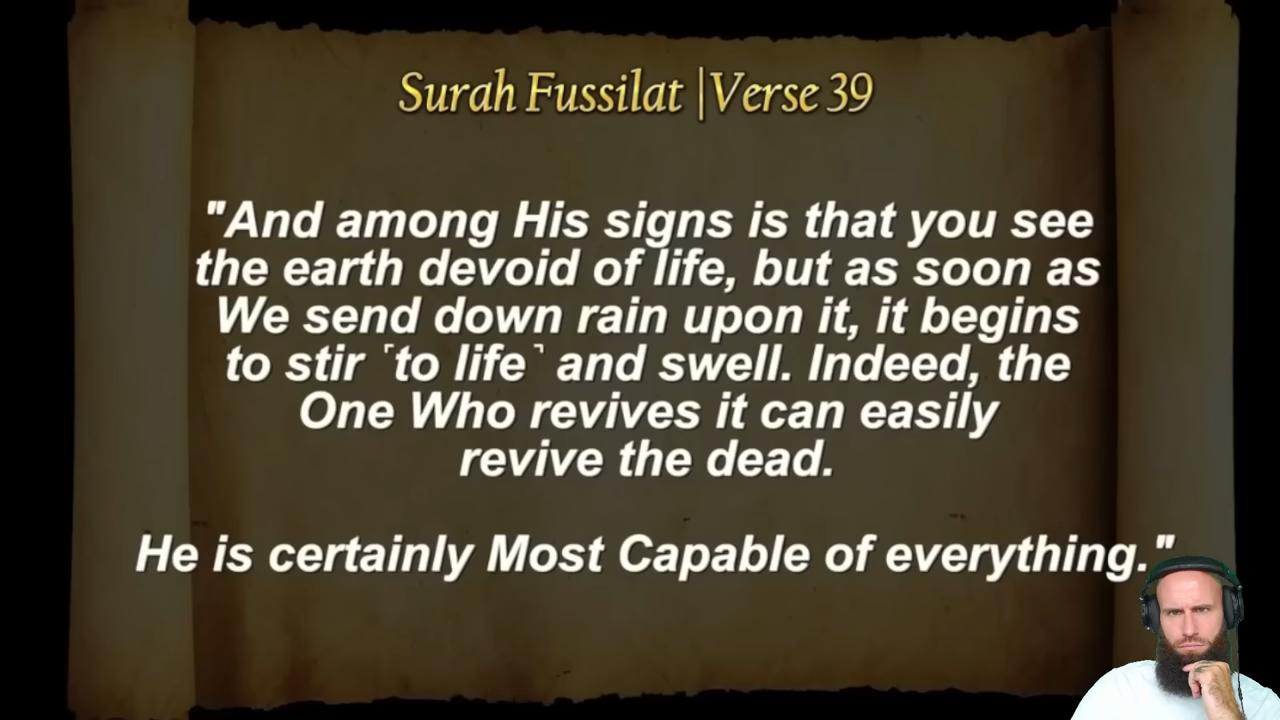 Surah Fussilat |Verse 39
"And among His signs is that you see
the earth devoid of life, but as soon as
We send down rain upon it, it begins
to stir ˹to life˺ and swell. Indeed, the
One Who revives it can easily
revive the dead.
He is certainly Most Capable of everything."